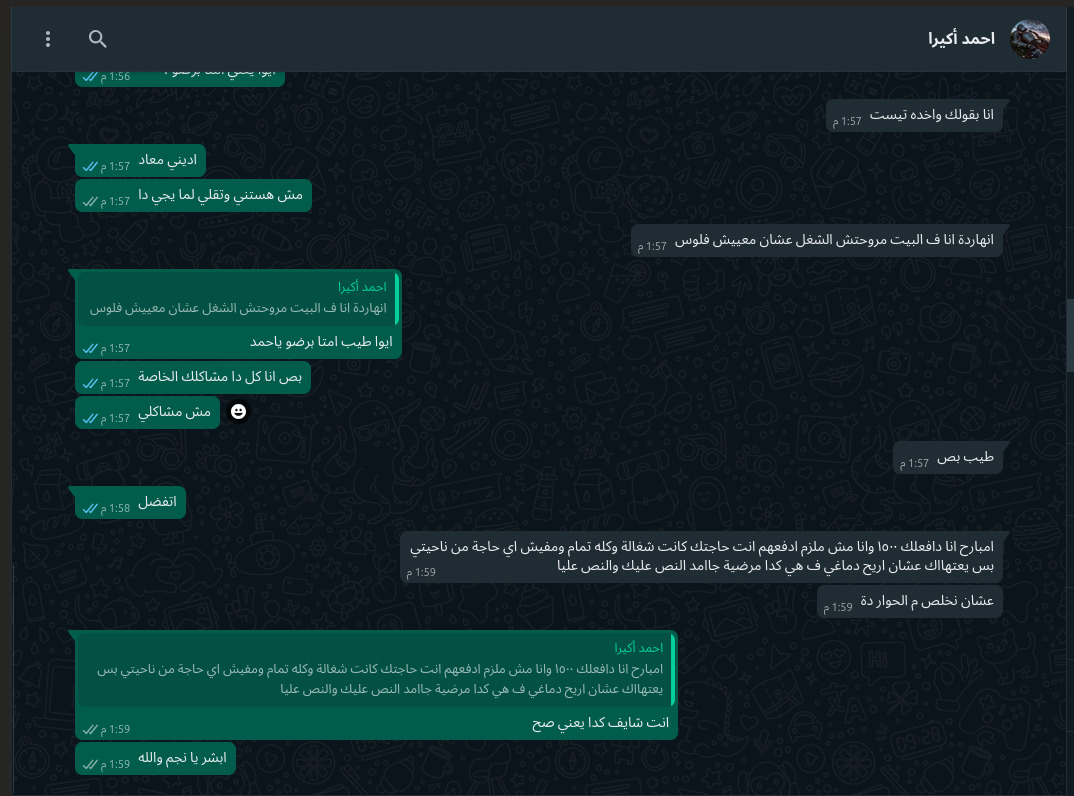 احمد أكيرا
1:56 م
انا بقولك واخده تيست
1:57 م
اديني معاد
1:57 م
مش هستني وتقلي لما يجي دا
1:57 م
انهاردة انا ف البيت مروحتش الشغل عشان معييش فلوس
1:57 م
احمد أكيرا
انهاردة انا ف البيت مروحتش الشغل عشان معييش فلوس
ايوا طيب امتا برضو ياحمد
1:57 م
بص انا كل دا مشاكلك الخاصة
1:57 م
مش مشاكلي
1:57 م
طيب بص
1:57 م
اتفضل
1:58 م
امبارح انا دافعلك ١٥٠٠ وانا مش ملزم ادفعهم انت حاجتك كانت شغالة وكله تمام ومفيش اي حاجة من ناحيتي
بس يعتهااك عشان اريح دماغي ف هي كدا مرضية جاامد النص عليك والنص عليا
1:59 م
عشان نخلص م الحوار دة
1:59 م
احمد أكيرا
امبارح انا دافعلك ١٥٠٠ وانا مش ملزم ادفعهم انت حاجتك كانت شغالة وكله تمام ومفيش اي حاجة من ناحيتي بس
يعتهااك عشان اريح دماغي ف هي كدا مرضية جاامد النص عليك والنص عليا
انت شايف كدا يعني صح
1:59 م
ابشر يا نجم والله
1:59 م